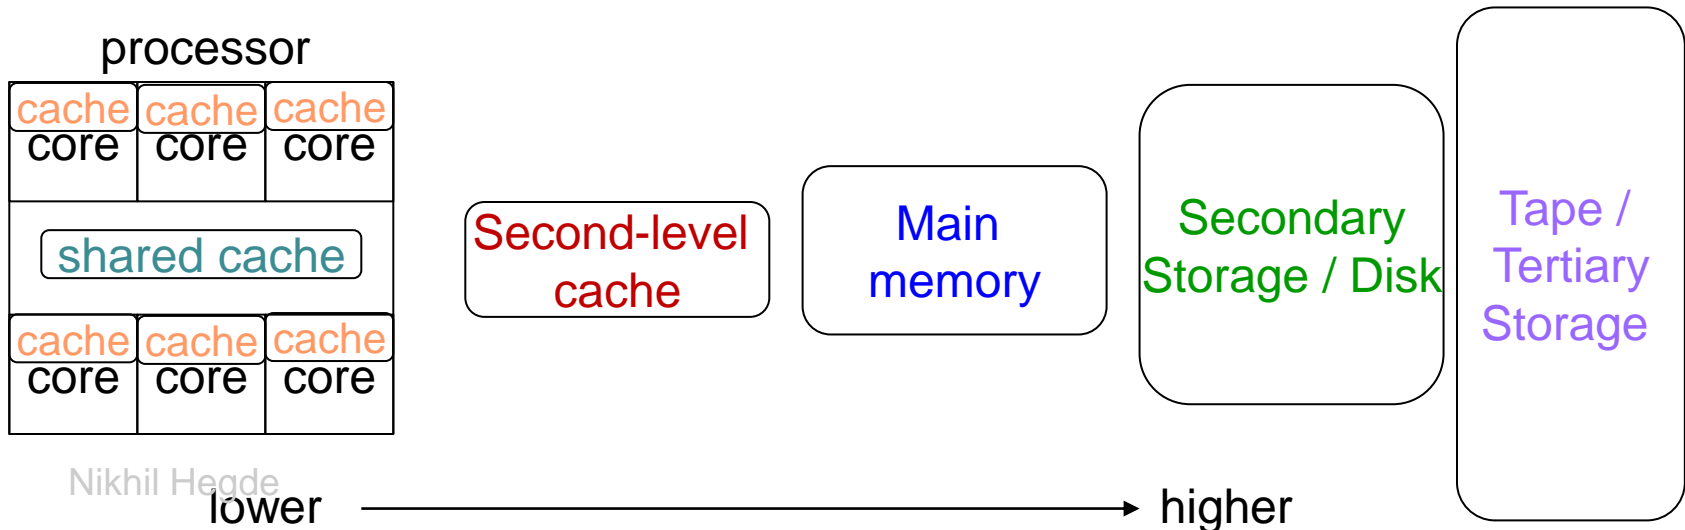 processor
cache cache cache
core core core
shared cache
cache cache cache
core core core
Second-level
cache
Main
memory
Secondary
Storage / Disk
Tape /
Tertiary
Storage
Nikhil Hegde
lower higher